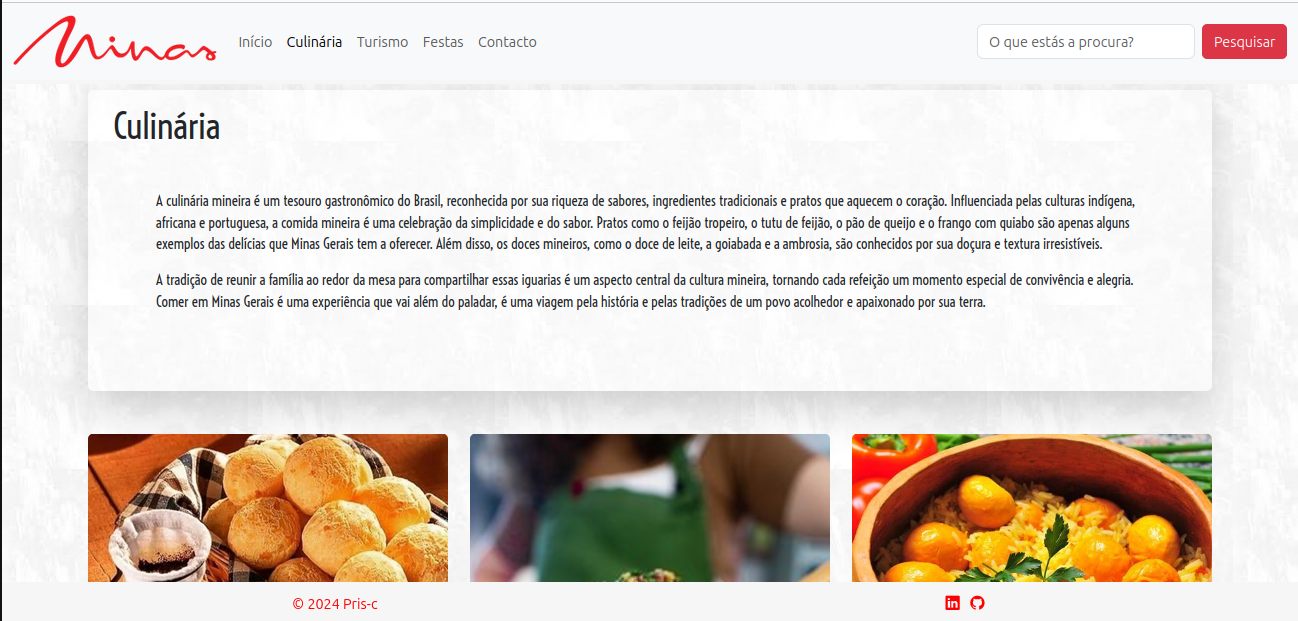 Minas
Início Culinária Turismo Festas Contacto
O que estás a procura? Pesquisar
Culinária
A culinária mineira é um tesouro gastronômico do Brasil, reconhecida por sua riqueza de sabores, ingredientes tradicionais e pratos que aquecem o coração. Influenciada pelas culturas indígena,
africana e portuguesa, a comida mineira é uma celebração da simplicidade e do sabor. Pratos como o feijão tropeiro, o tutu de feijão, o pão de queijo e o frango com quiabo são apenas alguns
exemplos das delícias que Minas Gerais tem a oferecer. Além disso, os doces mineiros, como o doce de leite, a goiabada e a ambrosia, são conhecidos por sua doçura e textura irresistíveis.
A tradição de reunir a família ao redor da mesa para compartilhar essas iguarias é um aspecto central da cultura mineira, tornando cada refeição um momento especial de convivência e alegria.
Comer em Minas Gerais é uma experiência que vai além do paladar, é uma viagem pela história e pelas tradições de um povo acolhedor e apaixonado por sua terra.
© 2024 Pris-c